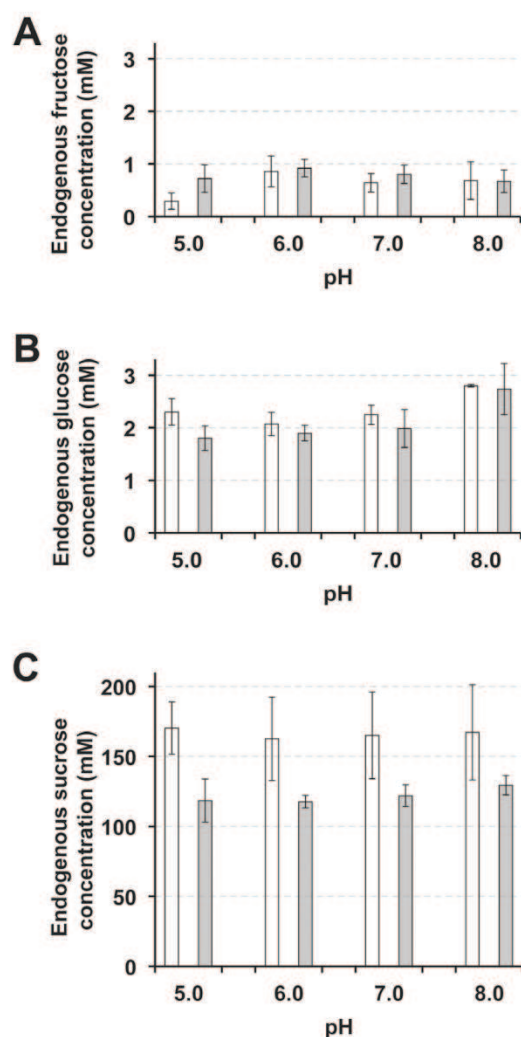 A
Endogenous fructose
concentration (mM)
3
2
1
0
5.0 6.0 7.0 8.0
pH
B
Endogenous glucose
concentration (mM)
3
2
1
0
5.0 6.0 7.0 8.0
pH
C
Endogenous sucrose
concentration (mM)
200
150
100
50
0
5.0 6.0 7.0 8.0
pH